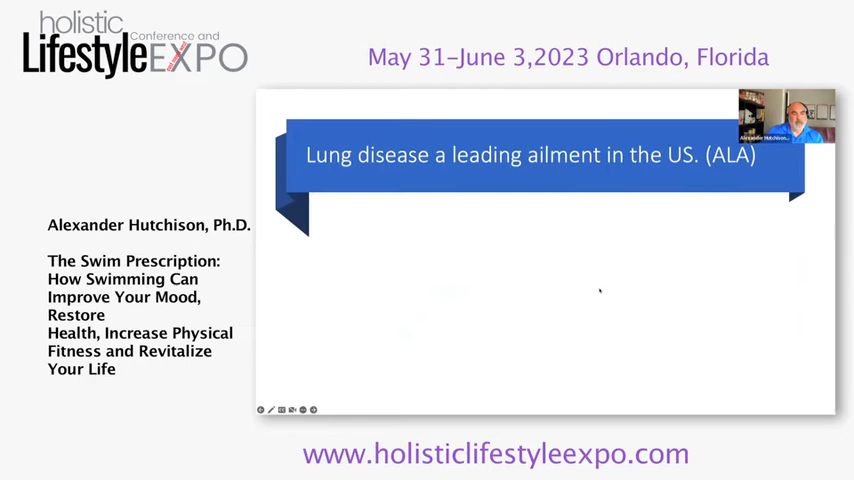 holistic
Conference and
LifestyleEXPO
May 31-June 3,2023 Orlando, Florida
Alexander Hutchison...
Lung disease a leading ailment in the US. (ALA)
Alexander Hutchison, Ph.D.
The Swim Prescription:
How Swimming Can
Improve Your Mood,
Restore
Health, Increase Physical
Fitness and Revitalize
Your Life
www.holisticlifestyleexpo.com